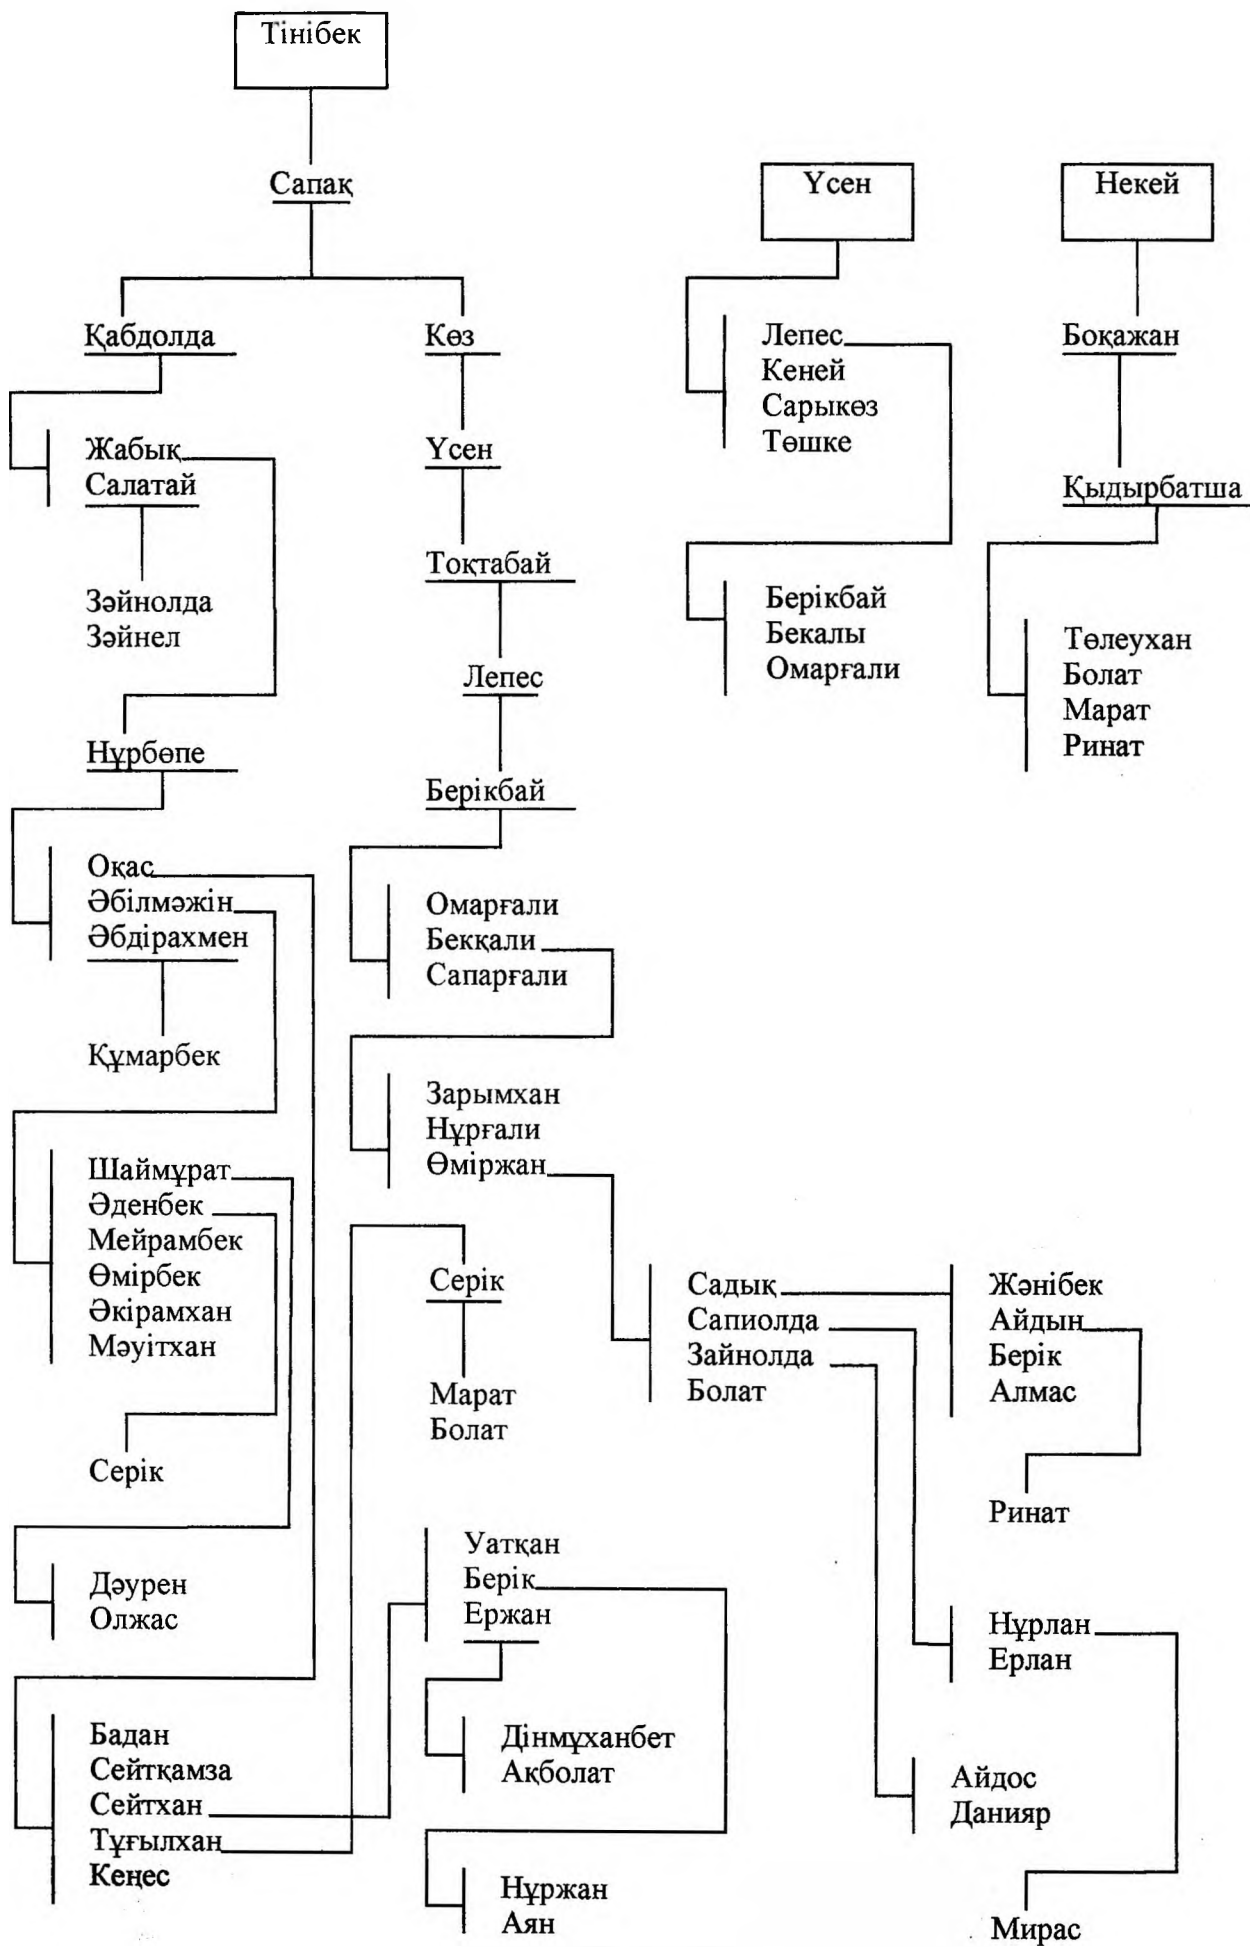 Тінібек
Сапақ
Қабдолда
Көз
Жабық
Салатай
Үсен
Зәйнолда
Зәйнел
Тоқтабай
Лепес
Нұрбөпе
Берікбай
Оқас
Әбілмәжін
Әбдірахмен
Омарғали
Бекқали
Сапарғали
Құмарбек
Зарымхан
Нұрғали
Өміржан
Шаймұрат
Әденбек
Мейрамбек
Өмірбек
Әкірамхан
Мәуітхан
Серік
Марат
Болат
Серік
Дәурен
Олжас
Уатқан
Берік
Ержан
Дінмұханбет
Ақболат
Бадан
Сейтқамза
Сейтхан
Тұғылхан
Кеңес
Нұржан
Аян
Садық
Сапиолда
Зайнолда
Болат
Жәнібек
Айдын
Берік
Алмас
Ринат
Нұрлан
Ерлан
Айдос
Данияр
Мирас
Үсен
Лепес
Кеней
Сарыкөз
Төшке
Берікбай
Бекалы
Омарғали
Некей
Боқажан
Қыдырбатша
Төлеухан
Болат
Марат
Ринат